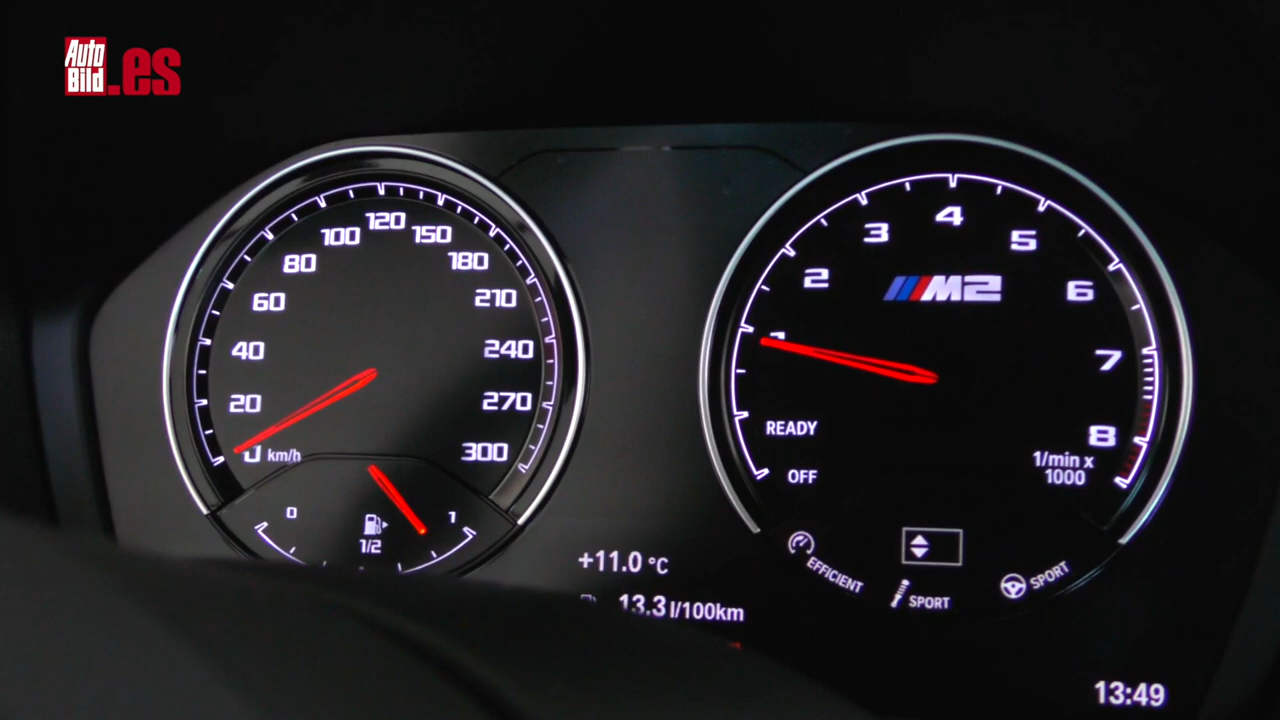 Auto
Bild
.es
120
100
150
80
180
60
210
40
240
20
270
0 km/h
300
0
1
1/2
4
3
5
2
M2
6
1
7
READY
8
OFF
1/min x
1000
EFFICIENT
SPORT
SPORT
+11.0 °C
13.3 l/100km
13:49